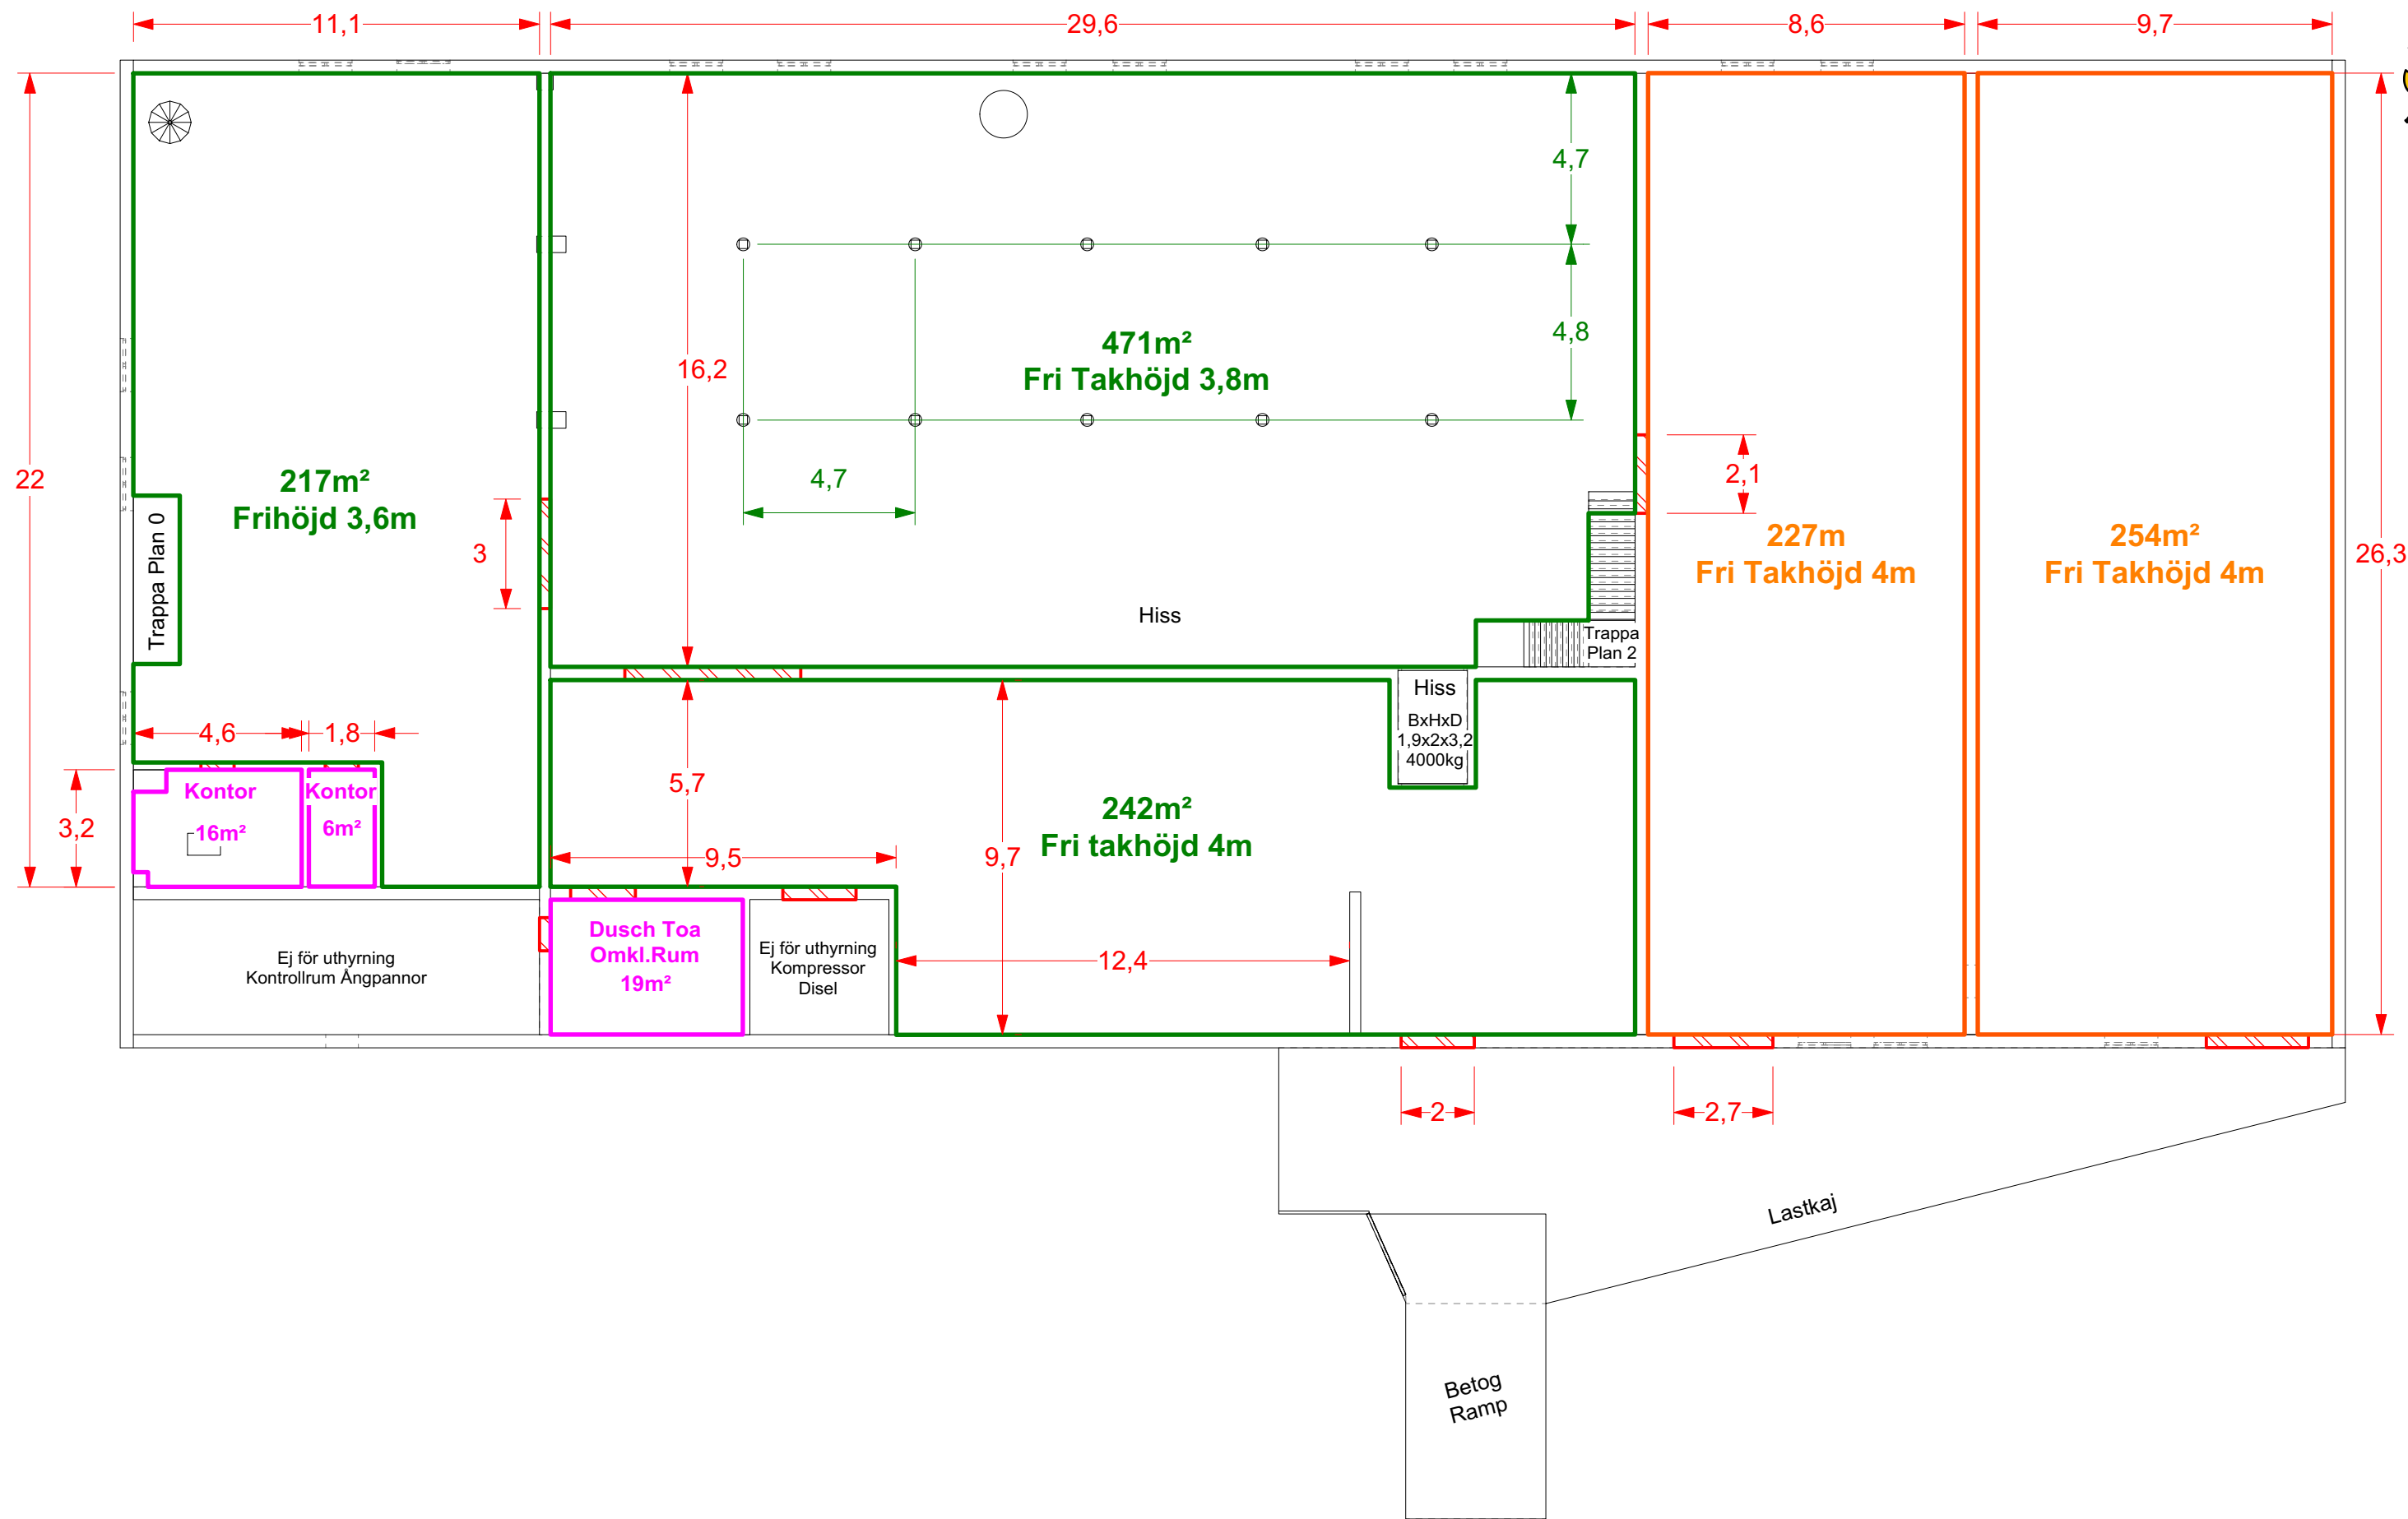 11,1
29,6
8,6
9,7
4,7
471m²
Fri Takhöjd 3,8m
4,8
16,2
22
217m²
Frihöjd 3,6m
4,7
2,1
227m
Fri Takhöjd 4m
254m²
Fri Takhöjd 4m
26,3
3
Trappa Plan 0
Hiss
Trappa
Plan 2
Hiss
BxHxD
1,9x2x3,2
4000kg
4,6
1,8
5,7
Kontor
16m²
Kontor
6m²
3,2
242m²
Fri takhöjd 4m
9,5
9,7
Dusch Toa
Omkl.Rum
19m²
Ej för uthyrning
Kompressor
Disel
Ej för uthyrning
Kontrollrum Ångpannor
12,4
2
2,7
Lastkaj
Betog
Ramp